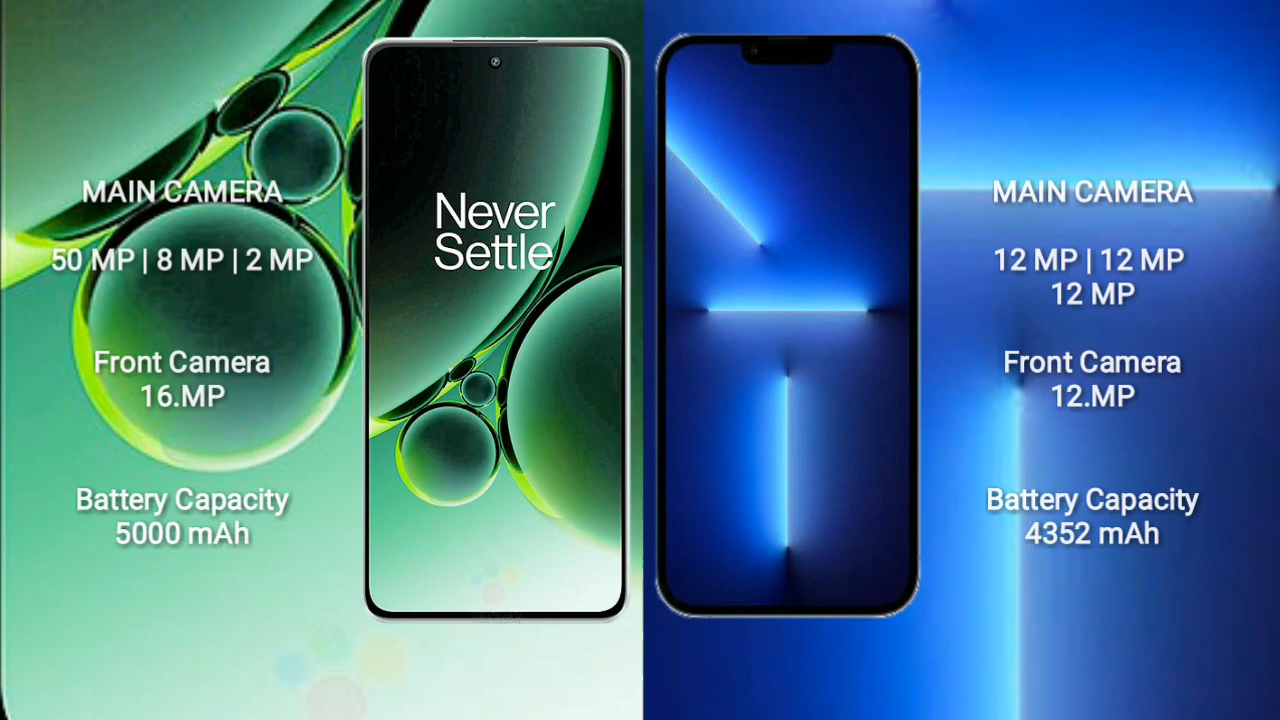 MAIN CAMERA
50 MP | 8 MP | 2 MP
Front Camera
16.MP
Battery Capacity
5000 mAh
Never
Settle
MAIN CAMERA
12 MP | 12 MP
12 MP
Front Camera
12.MP
Battery Capacity
4352 mAh